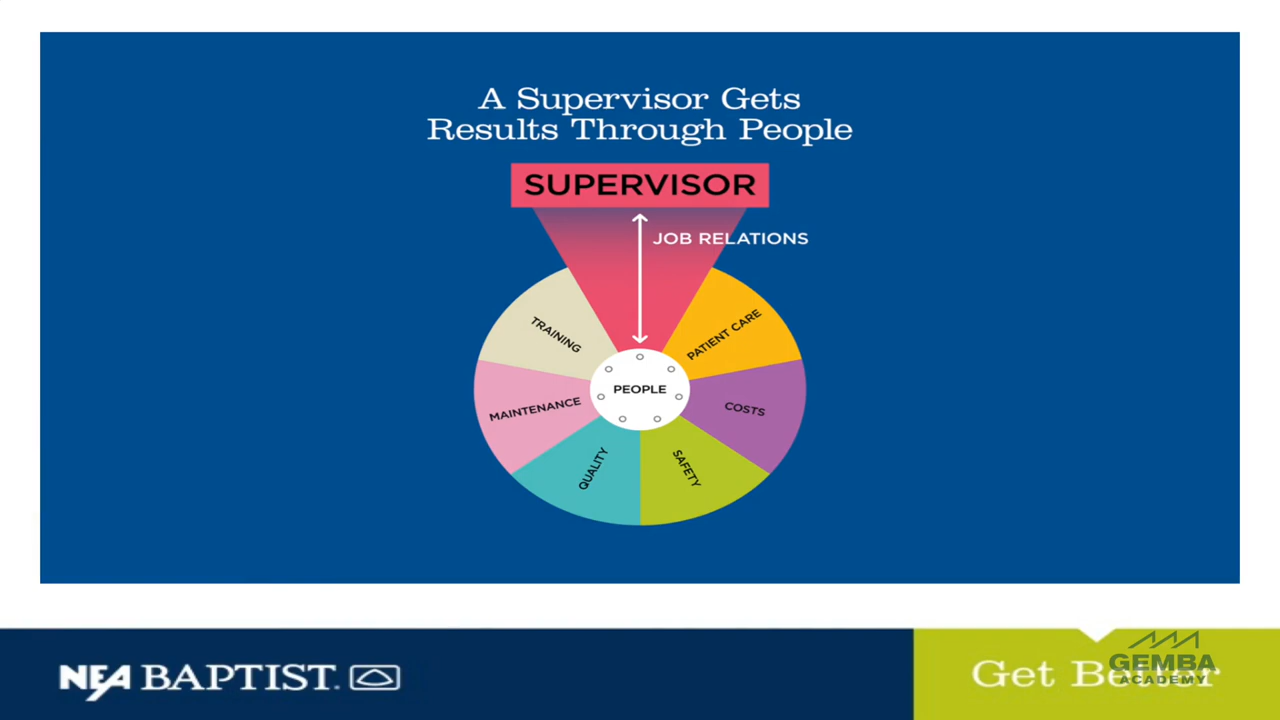 A Supervisor Gets
Results Through People
SUPERVISOR
JOB RELATIONS
TRAINING
PATIENT CARE
PEOPLE
MAINTENANCE
COSTS
QUALITY
SAFETY
NEA BAPTIST
Get Better
GEMBA
ACADEMY